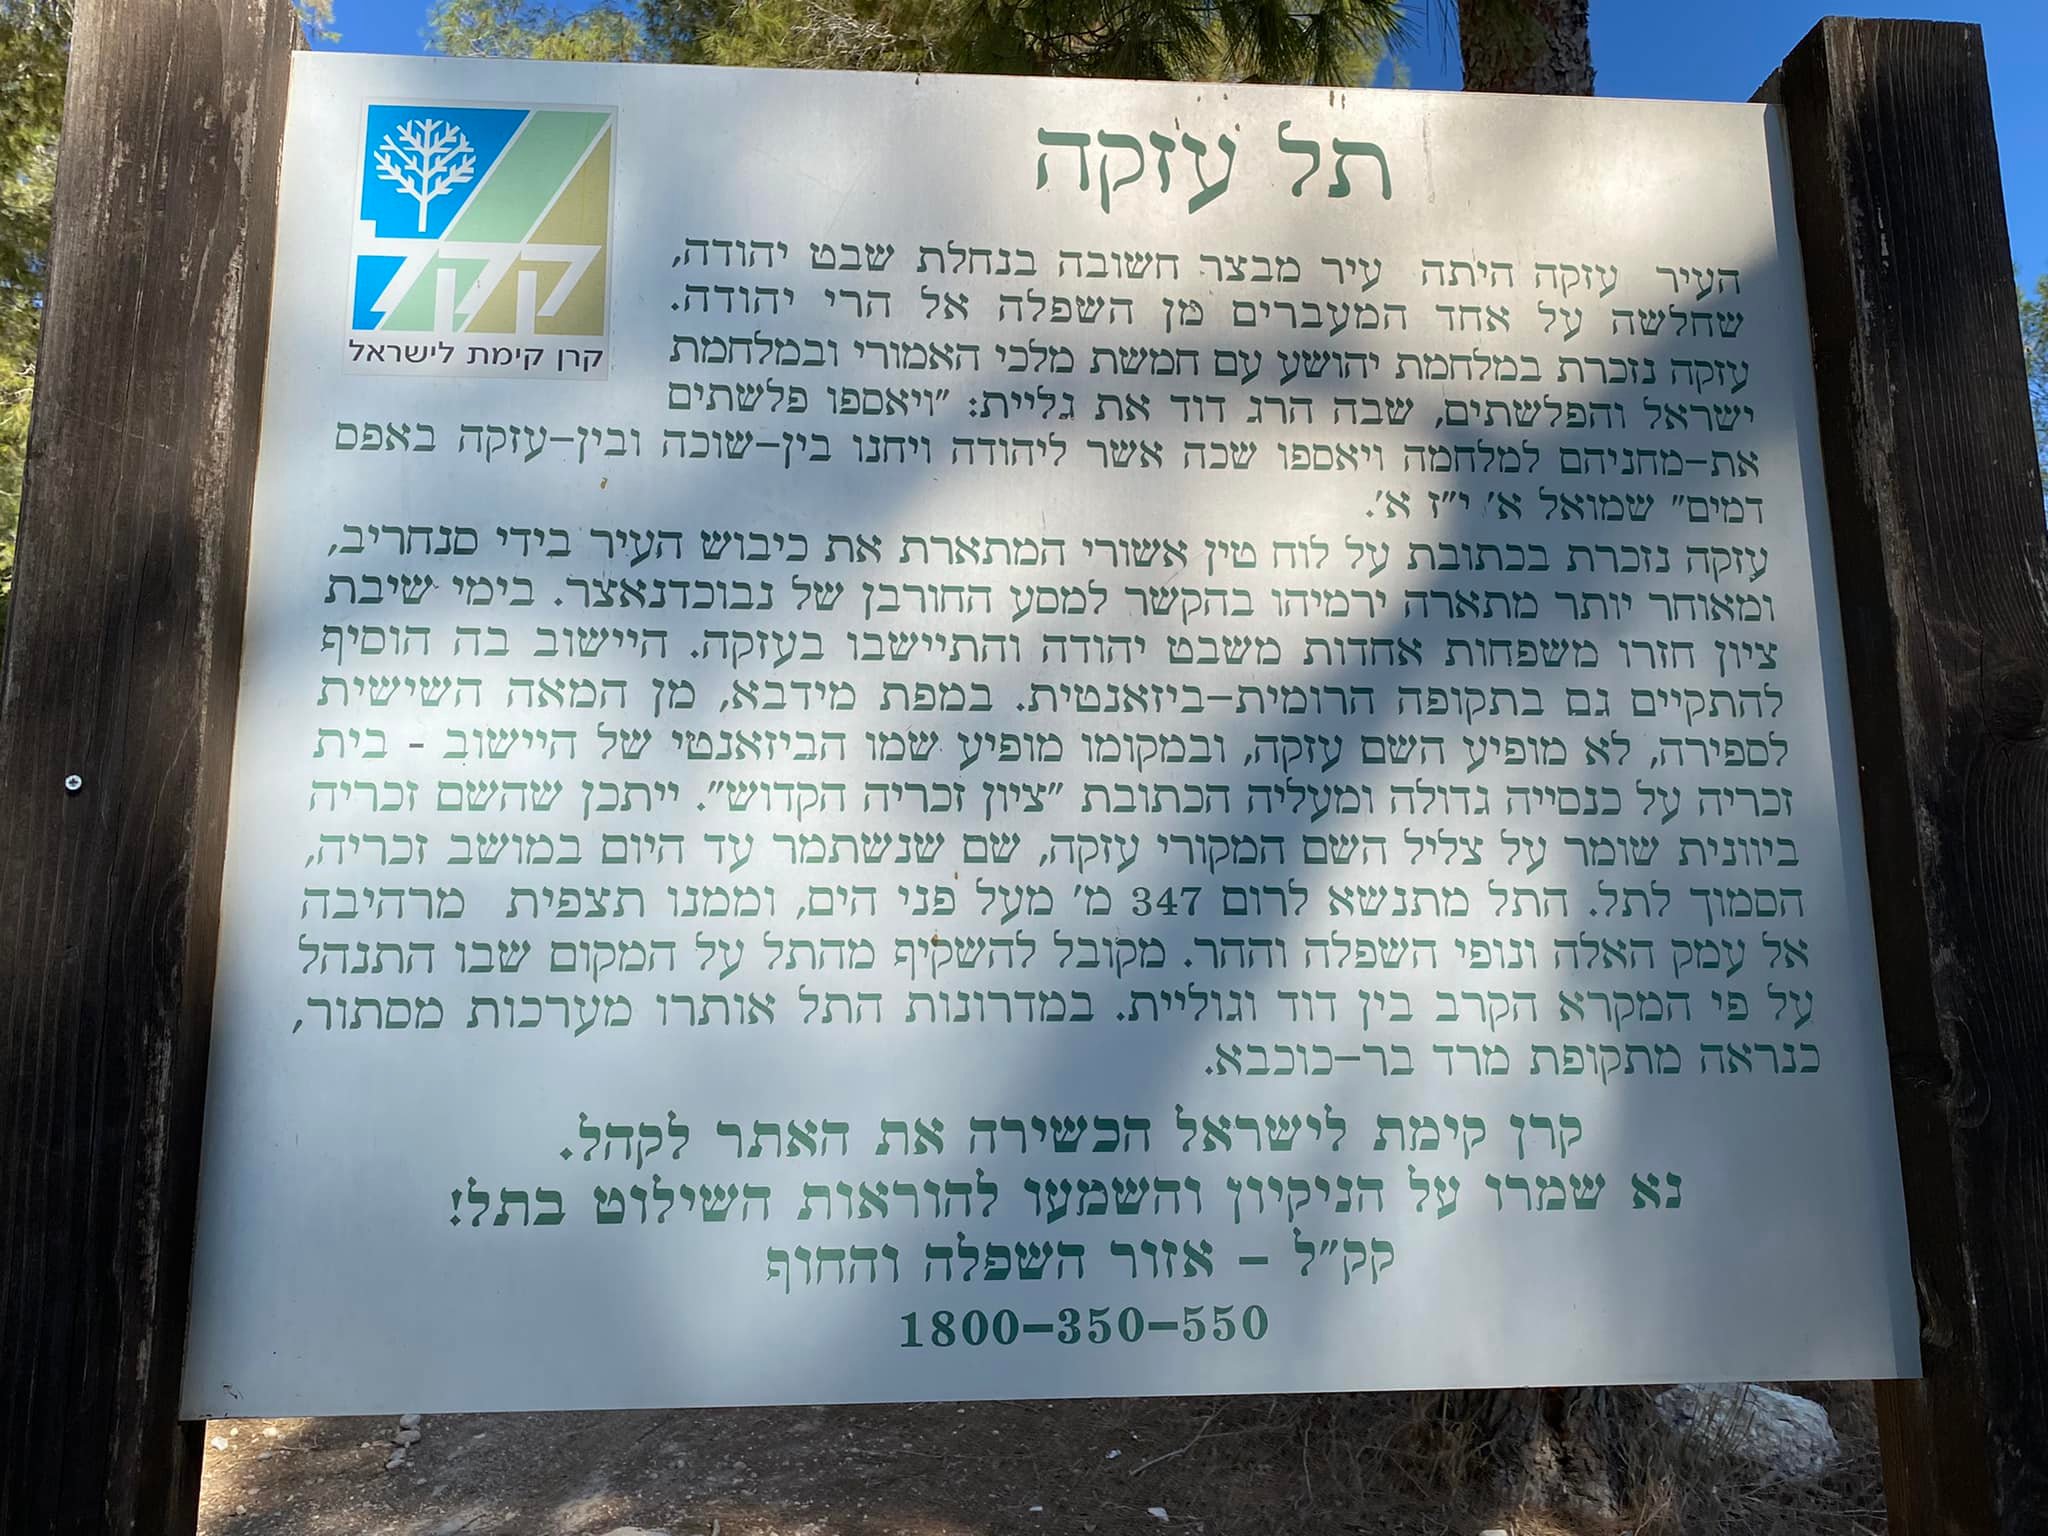 תל עזקה
קק״ל
קרן קימת לישראל
העיר עזקה היתה עיר מבצר חשובה בנחלת שבט יהודה,
שחלשה על אחד המעברים מן השפלה אל הרי יהודה.
עזקה נזכרת במלחמת יהושע עם חמשת מלכי האמורי ובמלחמת
ישראל והפלשתים, שבה הרג דוד את גליית: ״ויאספו פלשתים
את-מחניהם למלחמה ויאספו שכה אשר ליהודה ויחנו בין-שוכה ובין-עזקה באפס
דמים״ שמואל א׳ י״ז א׳.
עזקה נזכרת בכתובת על לוח טין אשורי המתארת את כיבוש העיר בידי סנחריב,
ומאוחר יותר מתארה ירמיהו בהקשר למסע החורבן של נבוכדנאצר. בימי שיבת
ציון חזרו משפחות אחדות משבט יהודה והתיישבו בעזקה. היישוב בה הוסיף
להתקיים גם בתקופה הרומית-ביזאנטית. במפת מידבא, מן המאה השישית
לספירה, לא מופיע השם עזקה, ובמקומו מופיע שמו הביזאנטי של היישוב - בית
זכריה על כנסייה גדולה ומעליה הכתובת ״ציון זכריה הקדוש״. ייתכן שהשם זכריה
ביוונית שומר על צליל השם המקורי עזקה, שם שנשתמר עד היום במושב זכריה,
הסמוך לתל. התל מתנשא לרום 347 מ׳ מעל פני הים, וממנו תצפית מרהיבה
אל עמק האלה ונופי השפלה וההר. מקובל להשקיף מהתל על המקום שבו התנהל
על פי המקרא הקרב בין דוד וגוליית. במדרונות התל אותרו מערכות מסתור,
כנראה מתקופת מרד בר-כוכבא.
קרן קימת לישראל הכשירה את האתר לקהל.
נא שמרו על הניקיון והשמעו להוראות השילוט בתל!
קק״ל - אזור השפלה והחוף
1800-350-550